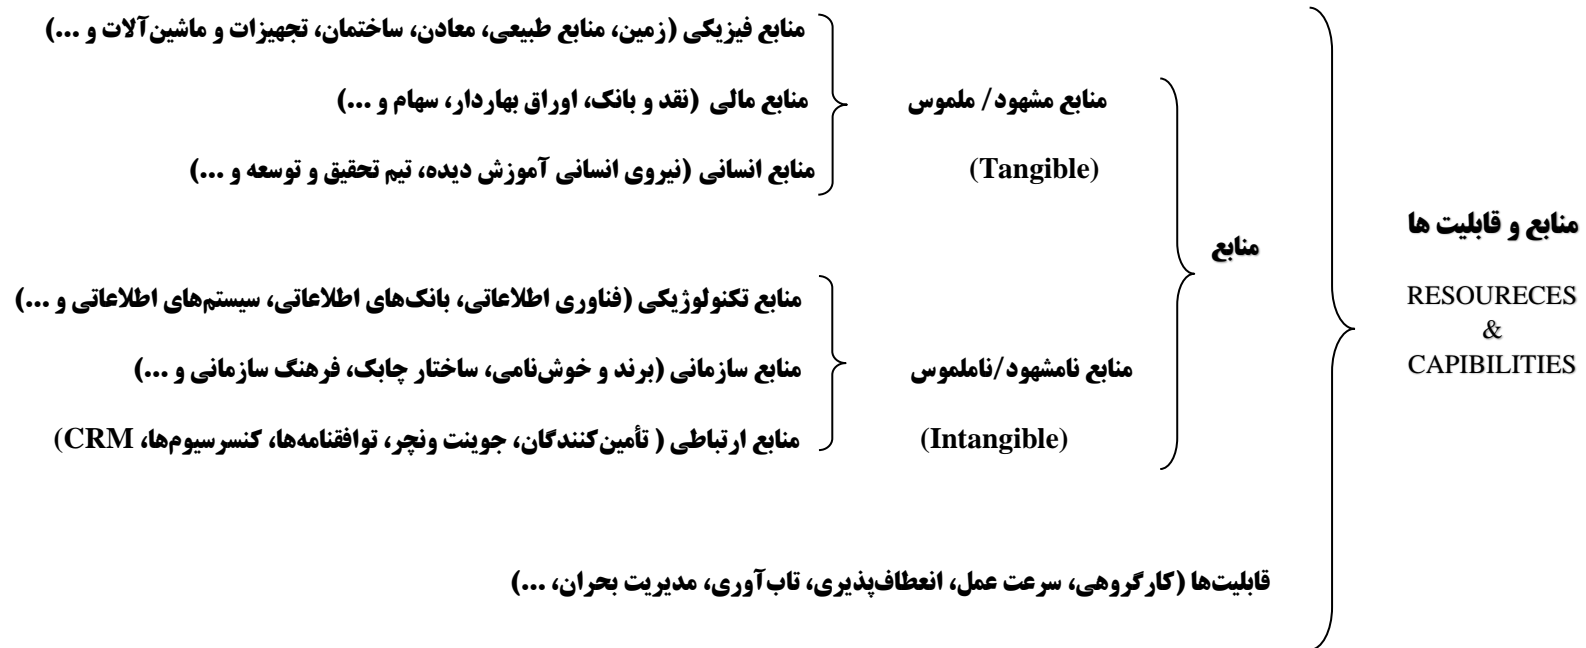 منابع فیزیکی (زمین، منابع طبیعی، معادن، ساختمان، تجهیزات و ماشین‌آلات و ...)
منابع مشهود/ ملموس
منابع مالی (نقد و بانک، اوراق بهاردار، سهام و ...)
(Tangible)
منابع انسانی (نیروی انسانی آموزش دیده، تیم تحقیق و توسعه و ...)
منابع و قابلیت ها
منابع
RESOURECES
&
CAPIBILITIES
منابع تکنولوژیکی (فناوری اطلاعاتی، بانک‌های اطلاعاتی، سیستم‌های اطلاعاتی و ...)
منابع نامشهود/ناملموس
منابع سازمانی (برند و خوش‌نامی، ساختار چابک، فرهنگ سازمانی و ...)
(Intangible)
منابع ارتباطی ( تأمین‌کنندگان، جوینت ونچر، توافقنامه‌ها، کنسرسیوم‌ها، CRM)
قابلیت‌ها (کار گروهی، سرعت عمل، انعطاف‌پذیری، تاب‌آوری، مدیریت بحران، ...)